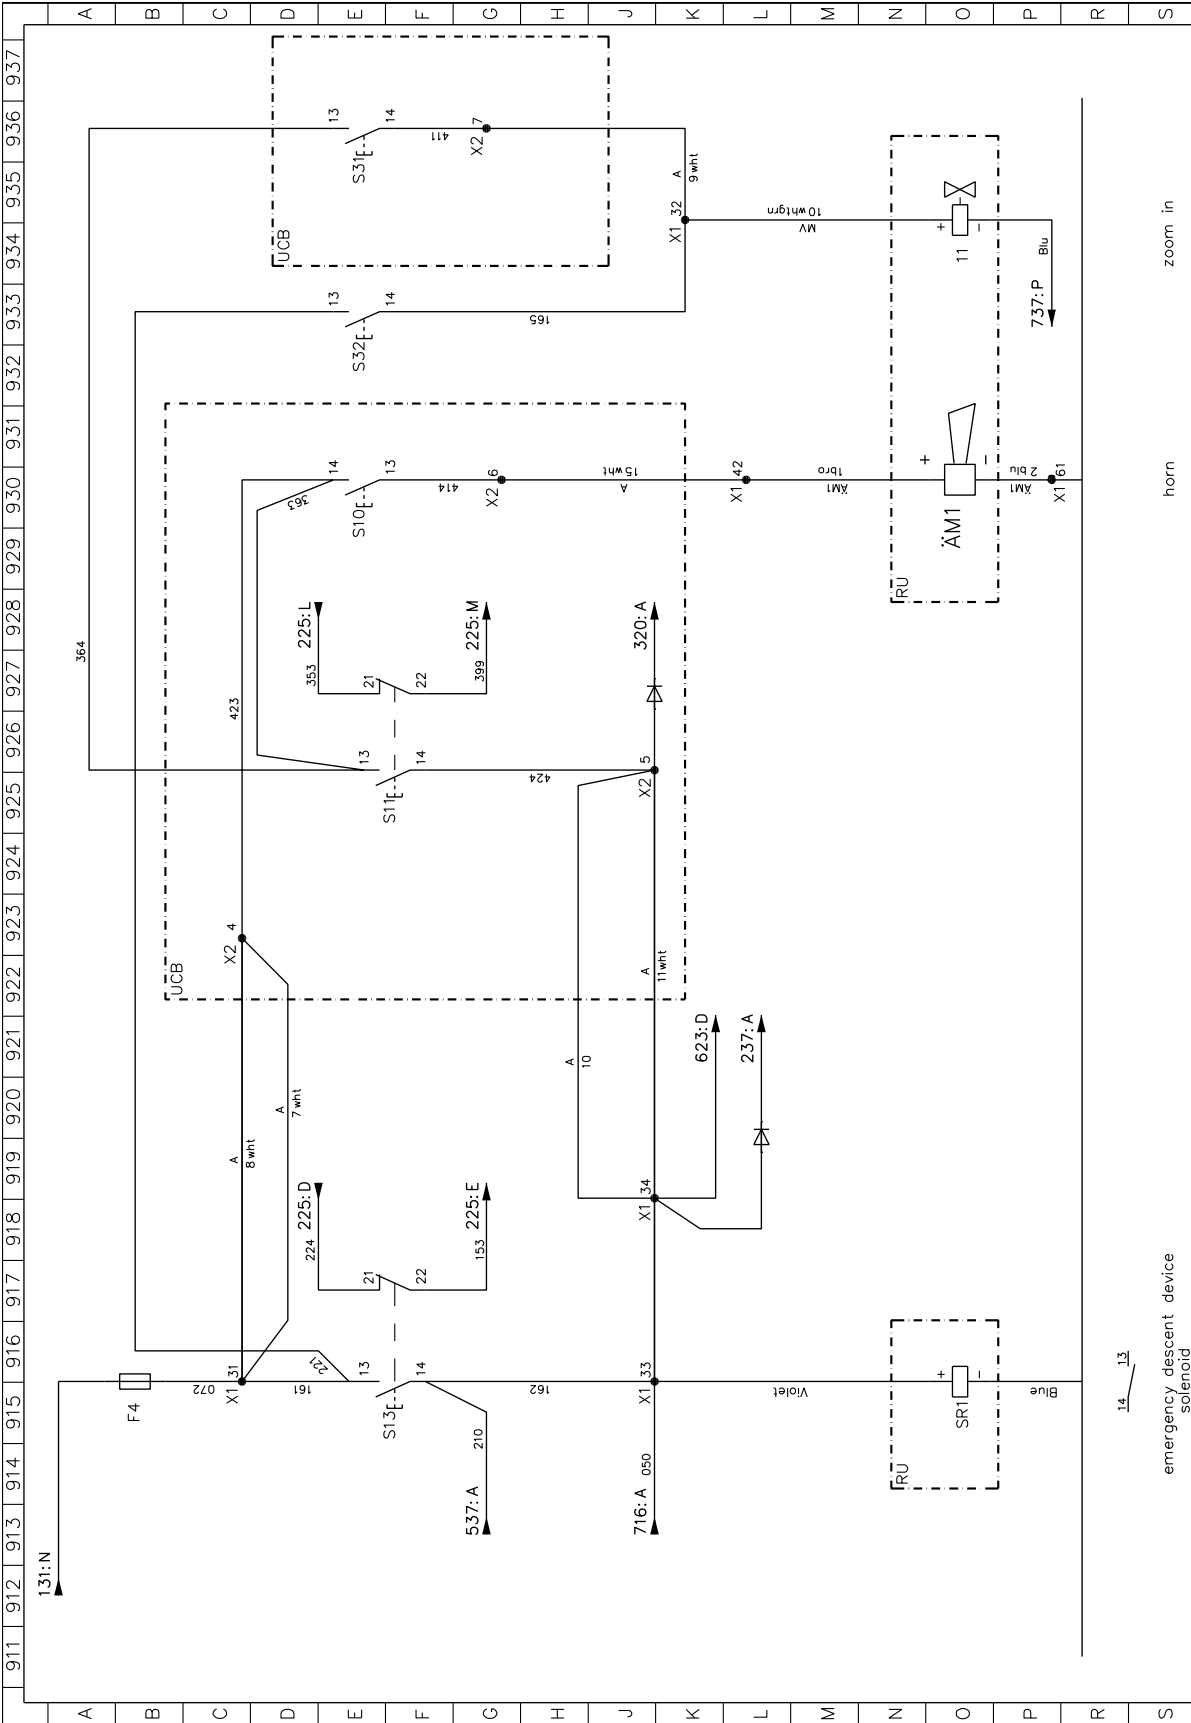 A B C D E F G H J K L M N O P R S
937
936
935
934
933
932
931
930
929
928
927
926
925
924
923
922
921
920
919
918
917
916
915
914
913
912
911
13
14
S31
411
X2 7
UCB
A
9 wht
X1 32
MV
10 whtgrn
+
−
11
Blu
737:P
zoom in
13
14
S32
165
364
423
363
14
13
S10
414
X2 6
A
15 wht
X1 42
ÄM1
1bro
+
−
ÄM1
ÄM1
2 blu
X1 61
RU
horn
225:L
353
21
22
399
225:M
320:A
13
14
S11
424
X2 5
X2 4
UCB
A
11wht
A
10
623:D
237:A
A
7 wht
A
8 wht
225:D
224
21
22
153
225:E
X1 34
131:N
F4
072
X1 31
161
221
13
14
S13
162
210
537:A
X1 33
050
716:A
Violet
+
−
SR1
RU
Blue
14 13
emergency descent device
solenoid
A B C D E F G H J K L M N O P R S